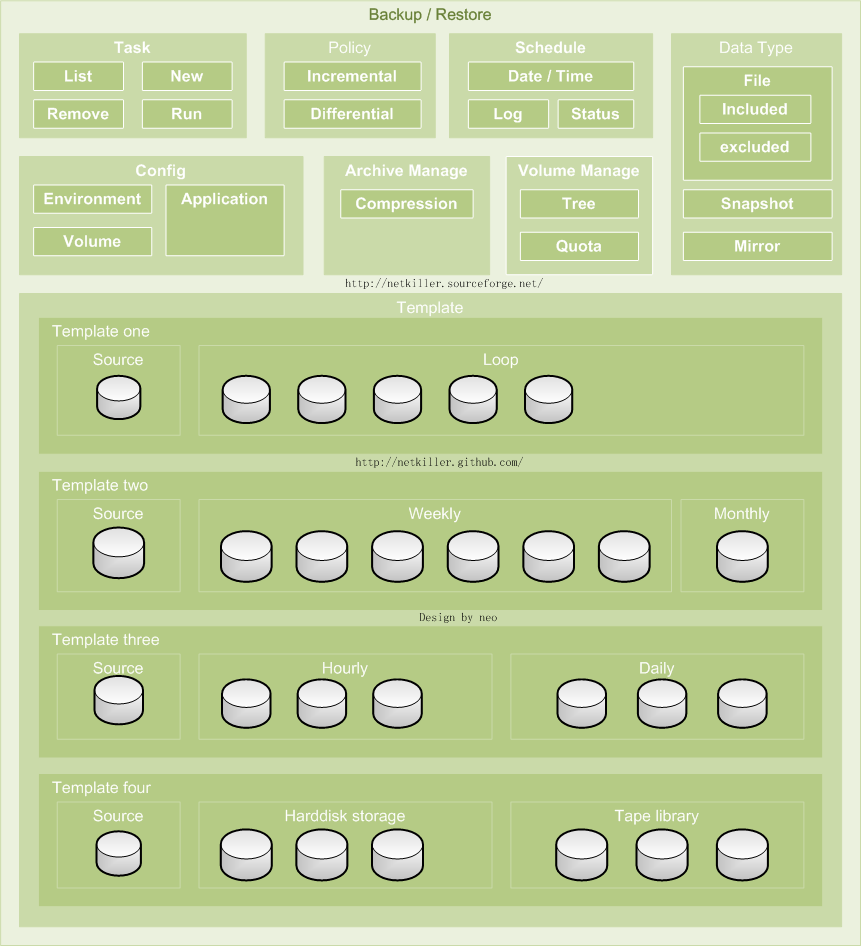 Backup / Restore
Task
List
New
Remove
Run
Policy
Incremental
Differential
Schedule
Date / Time
Log
Status
Data Type
File
Included
excluded
Snapshot
Mirror
Config
Environment
Application
Volume
Archive Manage
Compression
Volume Manage
Tree
Quota
http://netkiller.sourceforge.net/
Template
Template one
Source
Loop
http://netkiller.github.com/
Template two
Source
Weekly
Monthly
Design by neo
Template three
Source
Hourly
Daily
Template four
Source
Harddisk storage
Tape library